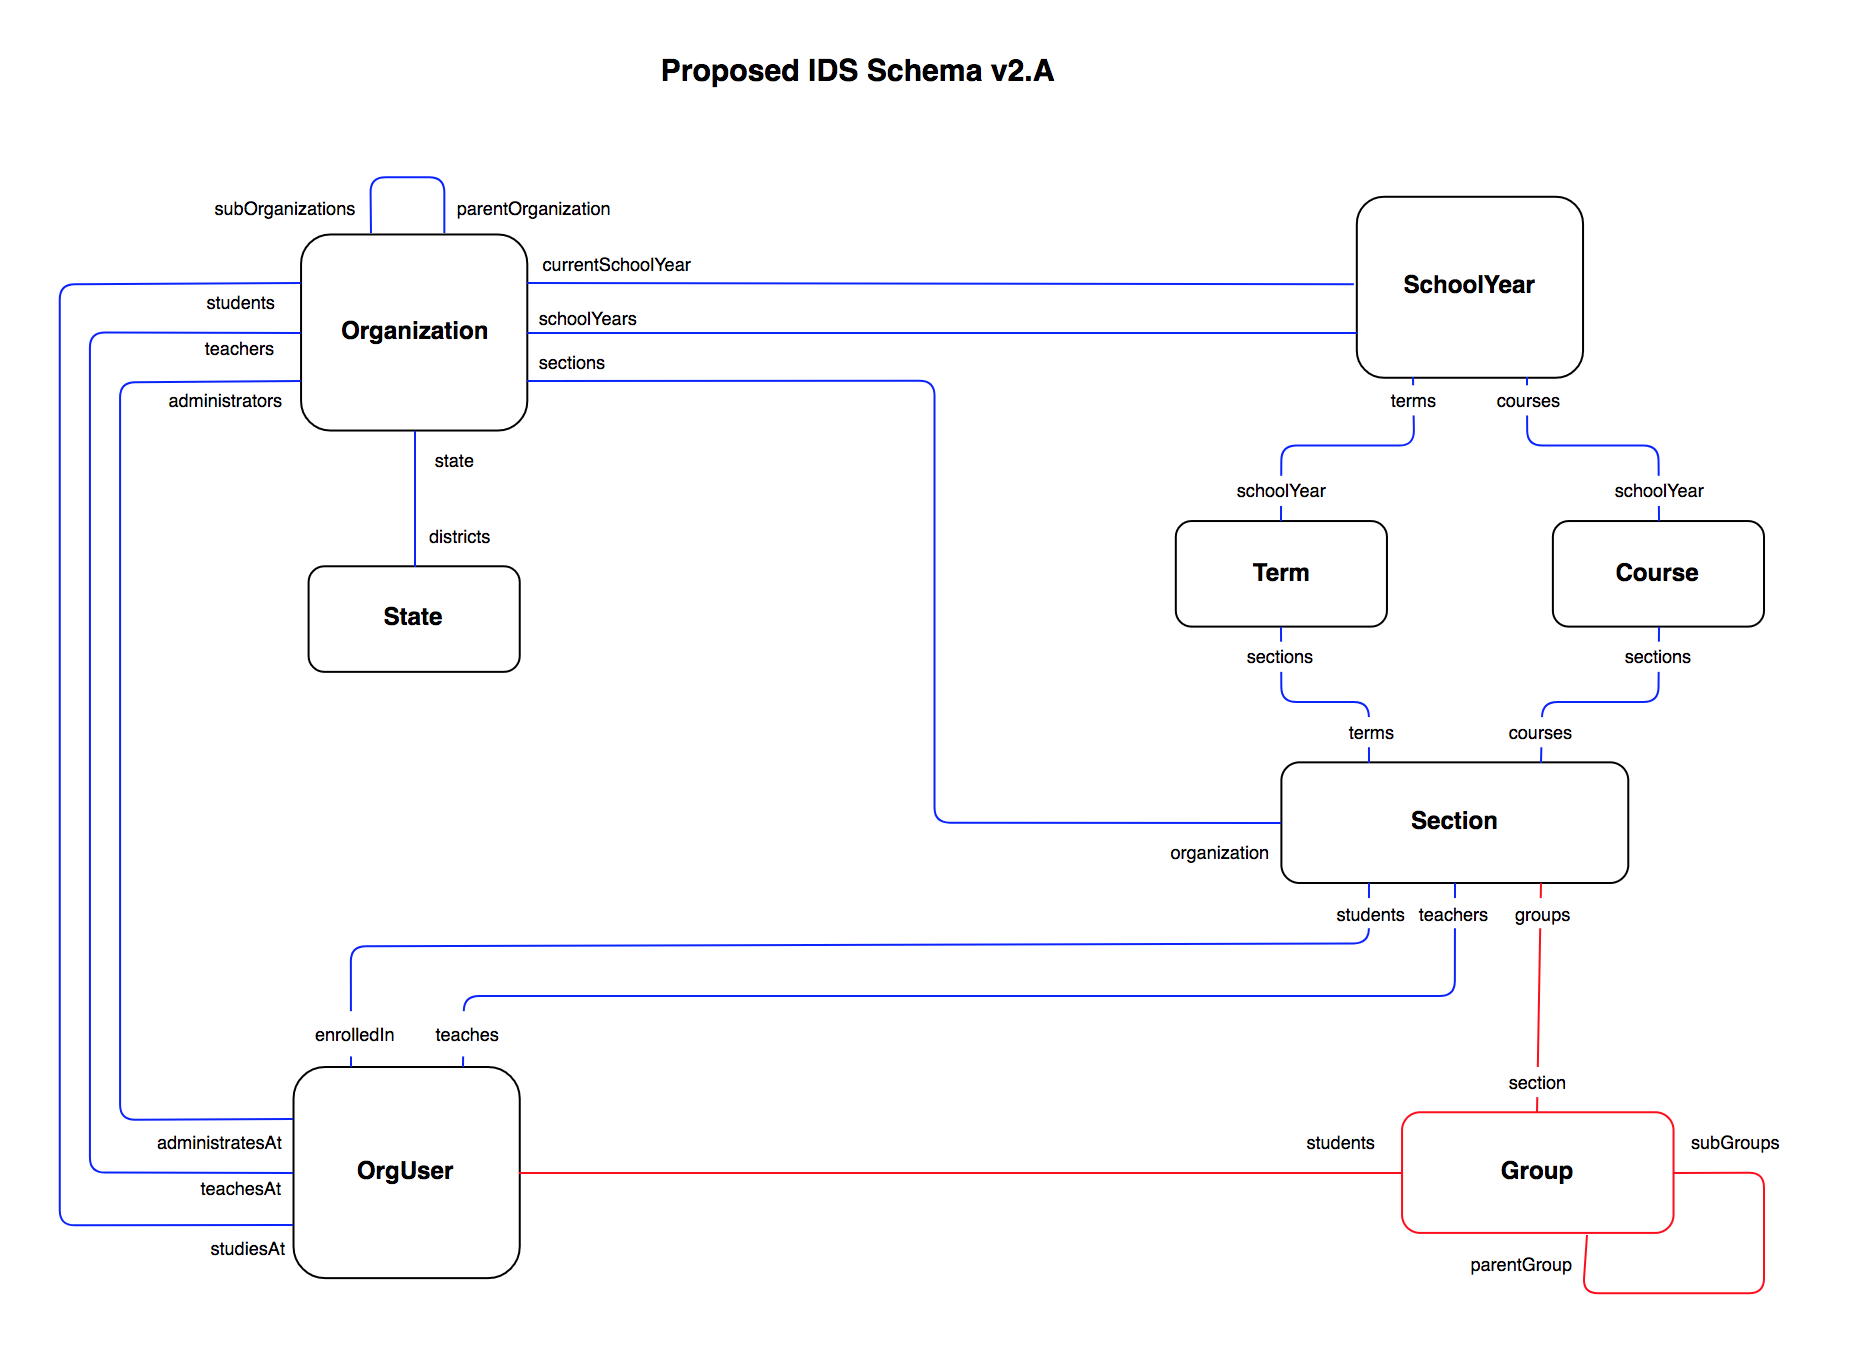 Proposed IDS Schema v2.A
subOrganizations
parentOrganization
currentSchoolYear
SchoolYear
students
Organization
schoolYears
teachers
sections
administrators
terms
courses
state
schoolYear
schoolYear
districts
Term
Course
State
sections
sections
terms
courses
Section
organization
students
teachers
groups
enrolledIn
teaches
section
administratesAt
students
subGroups
OrgUser
Group
teachesAt
studiesAt
parentGroup